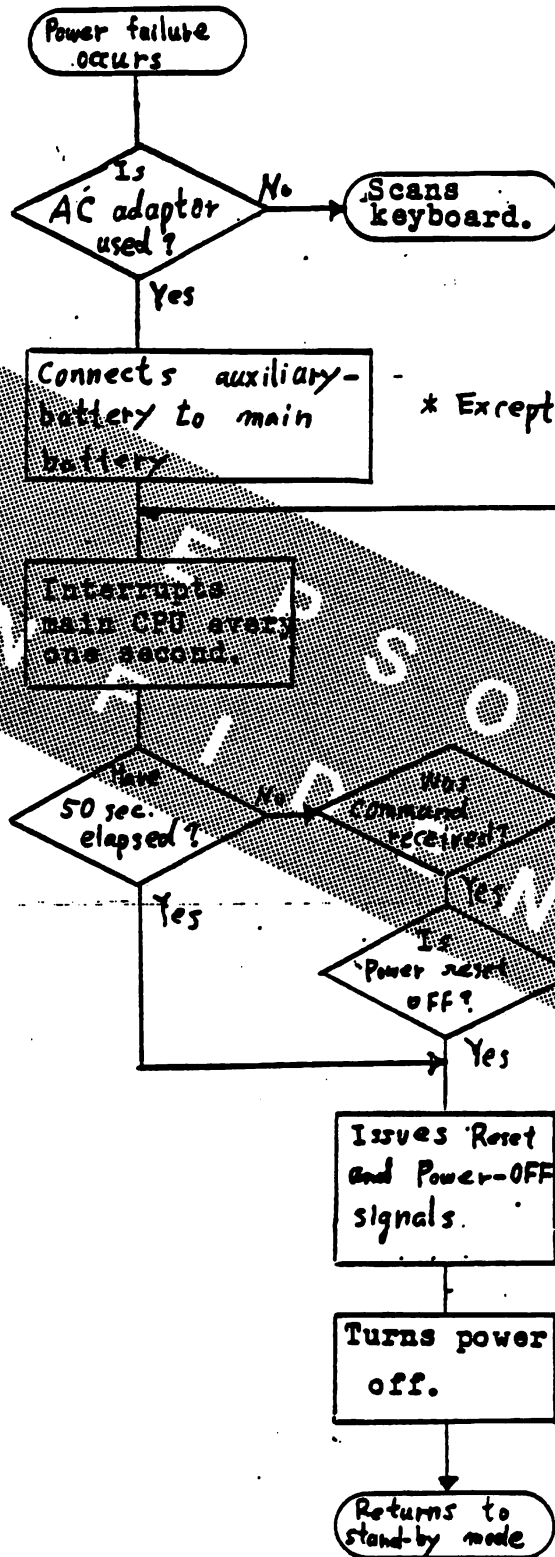 Power failure
occurs
Is
AC adaptor
used?
No
Scans
keyboard.
Yes
Connects auxiliary-
battery to main
battery
* Except
Interrupts
main CPU every
one second.
Have
50 sec.
elapsed?
No
Was
command
received?
Yes
Yes
Is
Power reset
OFF?
Yes
Issues Reset
and Power-OFF
signals.
Turns power
off.
Returns to
stand-by mode
E P S O
N F I D E N